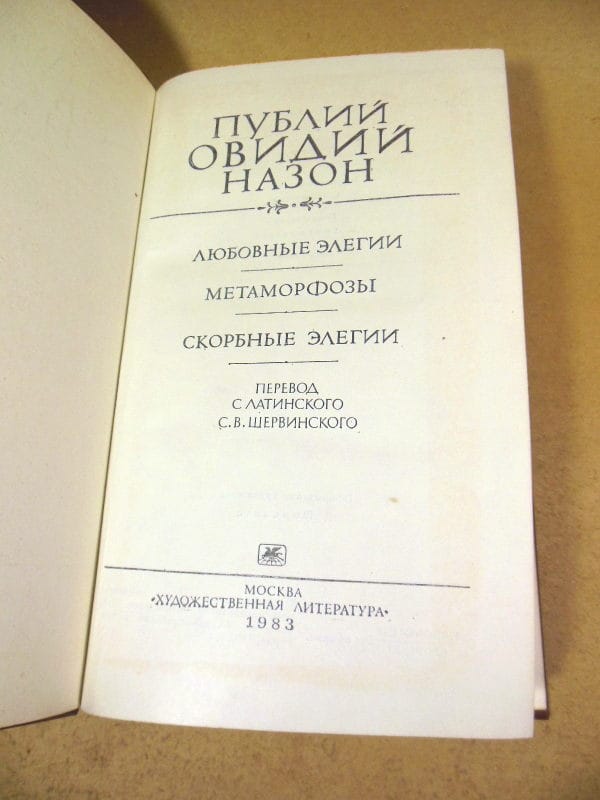 ПУБЛИЙ
ОВИДИЙ
НАЗОН
ЛЮБОВНЫЕ ЭЛЕГИИ
МЕТАМОРФОЗЫ
СКОРБНЫЕ ЭЛЕГИИ
ПЕРЕВОД
С ЛАТИНСКОГО
С. В. ШЕРВИНСКОГО
МОСКВА
«ХУДОЖЕСТВЕННАЯ ЛИТЕРАТУРА»
1983